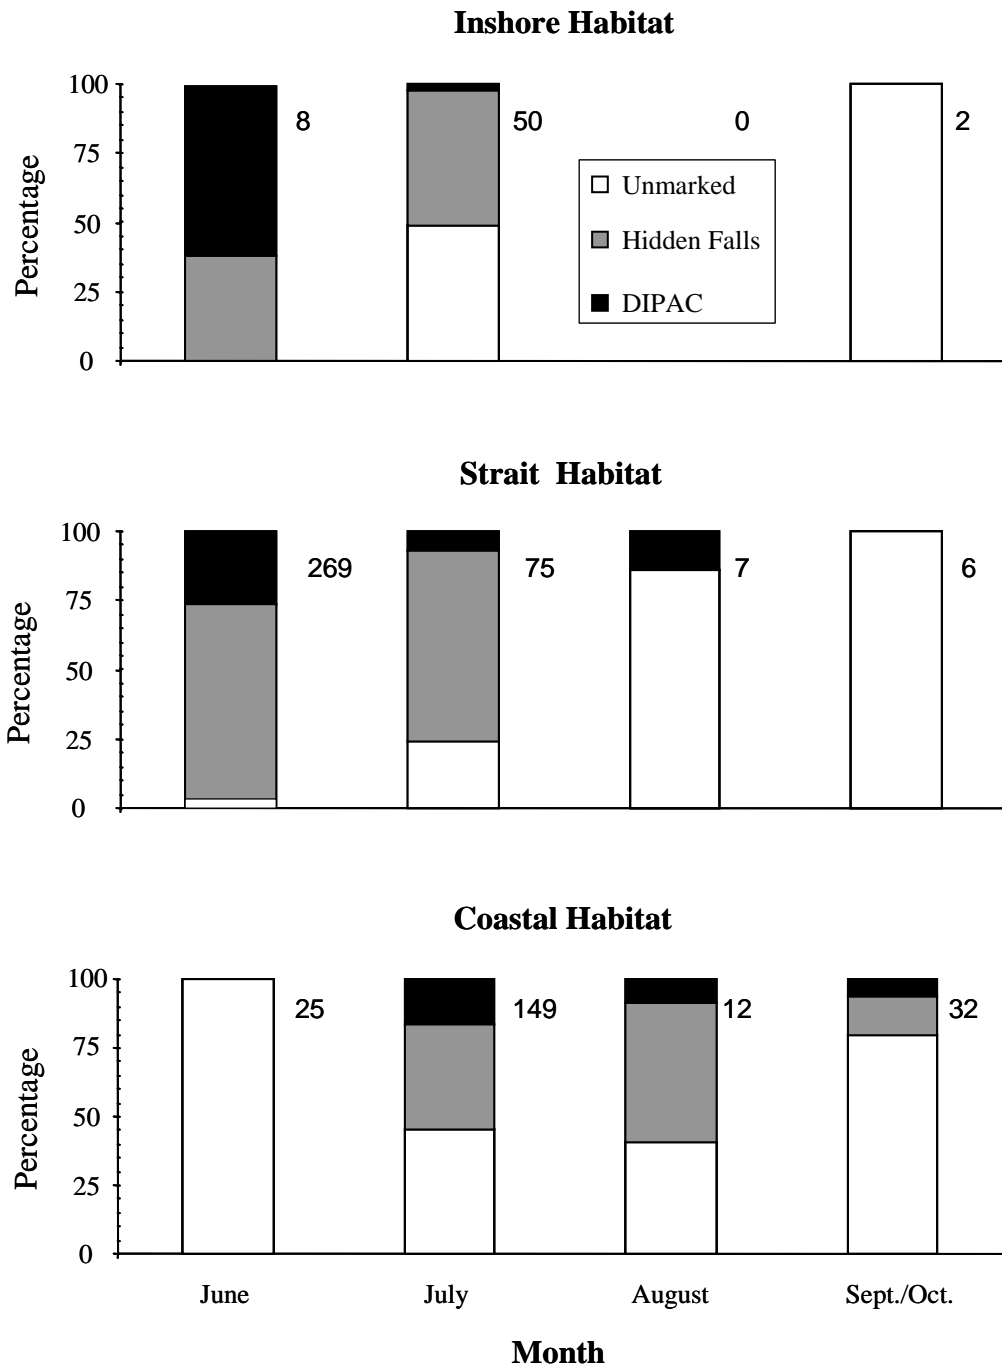 Inshore Habitat
100
75
50
25
0
Percentage
8
50
0
2
Unmarked
Hidden Falls
DIPAC
Strait Habitat
100
75
50
25
0
Percentage
269
75
7
6
Coastal Habitat
100
75
50
25
0
Percentage
25
149
12
32
June July August Sept./Oct.
Month